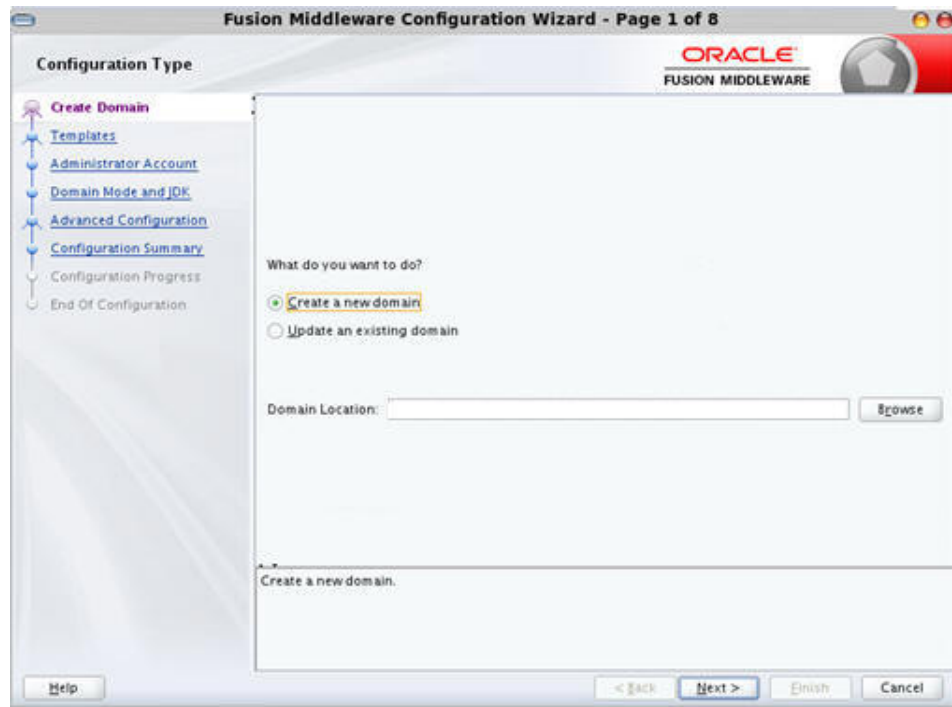 Fusion Middleware Configuration Wizard - Page 1 of 8
Configuration Type
ORACLE
FUSION MIDDLEWARE
Create Domain
Templates
Administrator Account
Domain Mode and JDK
Advanced Configuration
Configuration Summary
Configuration Progress
End Of Configuration
What do you want to do?
Create a new domain
Update an existing domain
Domain Location:
Browse
Create a new domain.
Help
< Back
Next >
Finish
Cancel